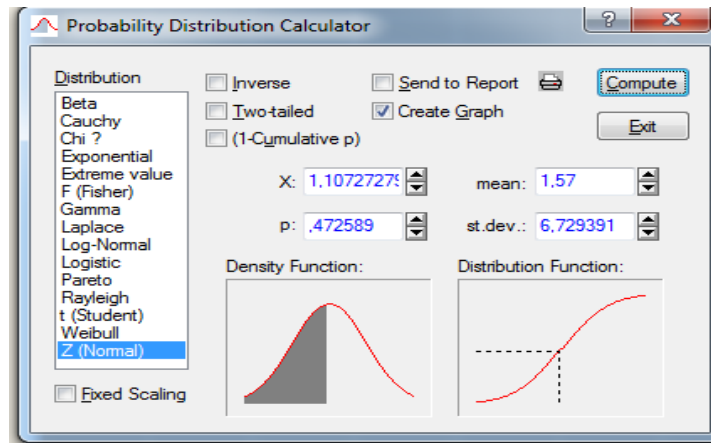 Probability Distribution Calculator
Distribution
Beta
Cauchy
Chi ?
Exponential
Extreme value
F (Fisher)
Gamma
Laplace
Log-Normal
Logistic
Pareto
Rayleigh
t (Student)
Weibull
Z (Normal)
Fixed Scaling
Inverse
Two-tailed
(1-Cumulative p)
Send to Report
Create Graph
Compute
Exit
X: 1,10727279
mean: 1,57
p: ,472589
st.dev.: 6,729391
Density Function:
Distribution Function: